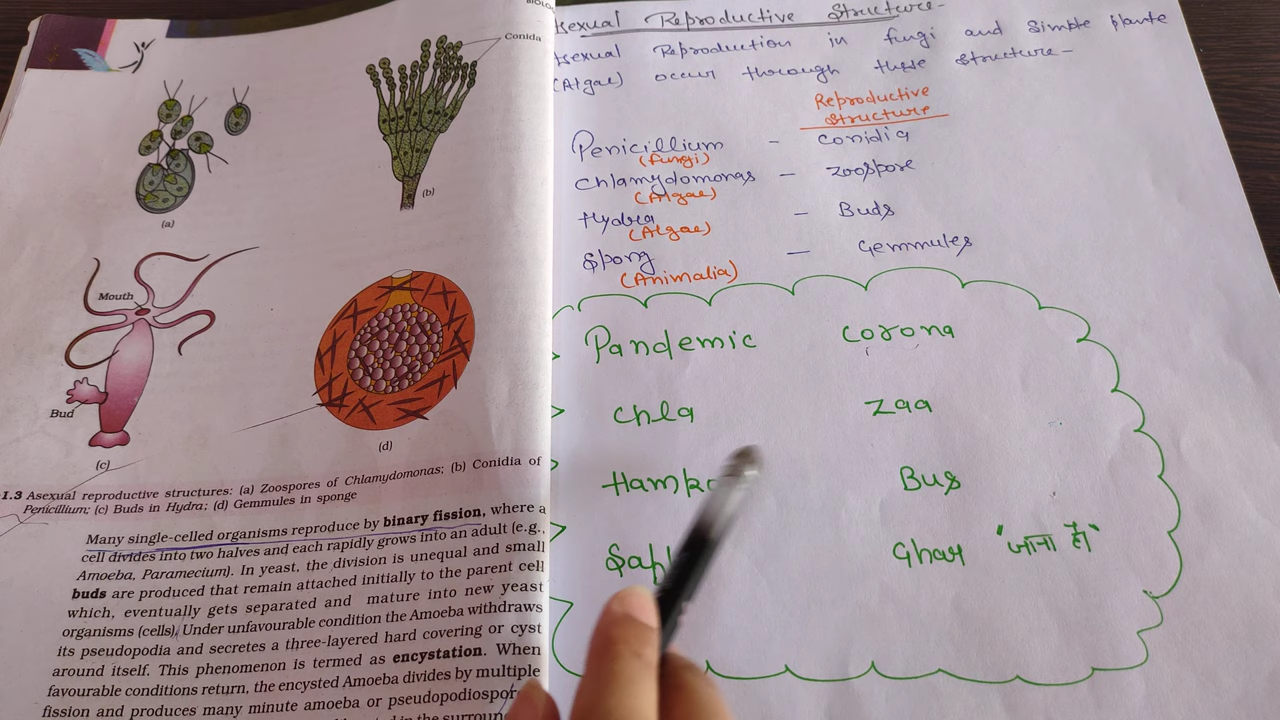 BIOLO
Conida
(a)
(b)
Mouth
Bud
(c)
(d)
1.3 Asexual reproductive structures: (a) Zoospores of Chlamydomonas; (b) Conidia of
Penicillium; (c) Buds in Hydra; (d) Gemmules in sponge
Many single-celled organisms reproduce by binary fission, where a
cell divides into two halves and each rapidly grows into an adult (e.g.,
Amoeba, Paramecium). In yeast, the division is unequal and small
buds are produced that remain attached initially to the parent cell
which, eventually gets separated and mature into new yeast
organisms (cells). Under unfavourable condition the Amoeba withdraws
its pseudopodia and secretes a three-layered hard covering or cyst
around itself. This phenomenon is termed as encystation. When
favourable conditions return, the encysted Amoeba divides by multiple
fission and produces many minute amoeba or pseudopodiospor
in the surroun
sexual Reproductive Structure-
sexual Reproduction in fungi and simple plante
(Algae) occur through these structure-
Reproductive
structure
Penicillium - conidia
(fungi)
Chlamydomonas - zoospore
(Algae)
Hydra - Buds
(Algae)
Spong - Gemmules
(Animalia)
Pandemic corona
Chla Zaa
Bus
Ghar "जाना है"